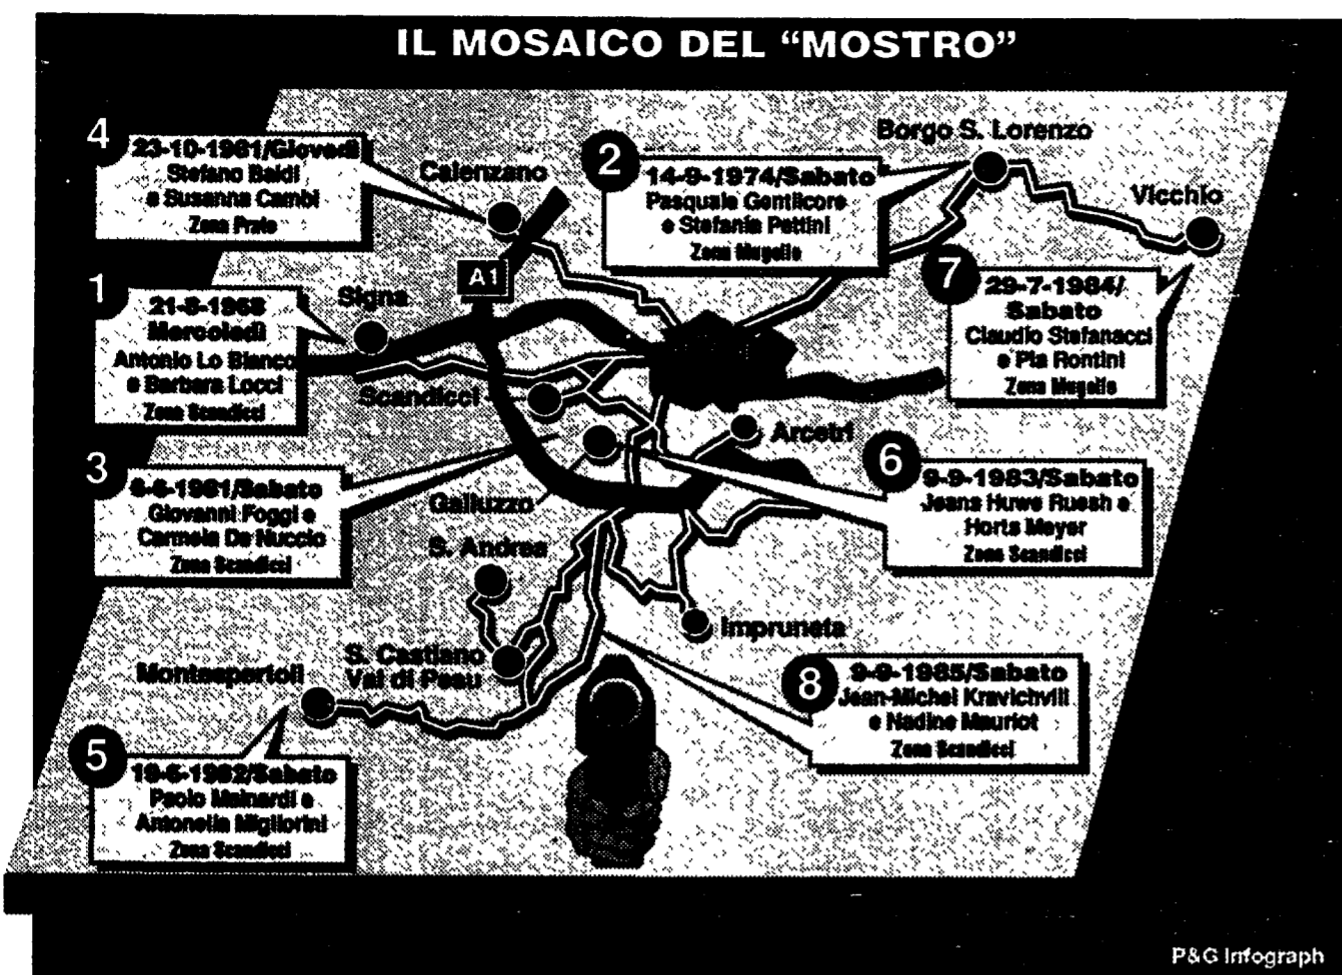 IL MOSAICO DEL “MOSTRO”
4
23-10-1981/Giovedì
Stefano Baldi
e Susanna Cambi
Zona Prato
Calenzano
2
14-9-1974/Sabato
Pasquale Gentilcore
e Stefania Pettini
Zona Mugello
Borgo S. Lorenzo
Vicchio
7
29-7-1984/
Sabato
Claudio Stefanacci
e Pia Rontini
Zona Mugello
A1
1
21-8-1968
Mercoledì
Antonio Lo Bianco
e Barbara Locci
Zona Scandicci
Signa
Scandicci
Arcetri
3
6-6-1981/Sabato
Giovanni Foggi e
Carmela De Nuccio
Zona Scandicci
Galluzzo
6
9-9-1983/Sabato
Jeans Huwe Ruesh e
Horts Meyer
Zona Scandicci
S. Andrea
Impruneta
S. Casciano
Val di Pesu
Montespertoli
8
9-9-1985/Sabato
Jean-Michel Kravichvili
e Nadine Mauriot
Zona Scandicci
5
19-6-1982/Sabato
Paolo Mainardi e
Antonella Migliorini
Zona Scandicci
P&G Infograph